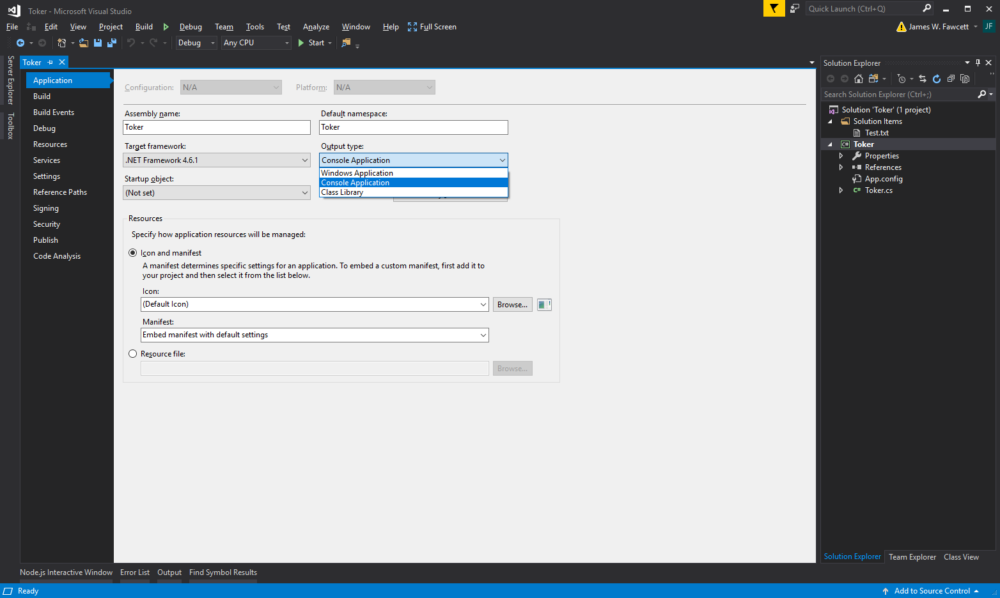 Toker - Microsoft Visual Studio
Quick Launch (Ctrl+Q)
File Edit View Project Build Debug Team Tools Test Analyze Window Help Full Screen
James W. Fawcett JF
Debug Any CPU Start
Server Explorer
Toolbox
Toker
Application
Build
Build Events
Debug
Resources
Services
Settings
Reference Paths
Signing
Security
Publish
Code Analysis
Configuration: N/A Platform: N/A
Assembly name: Default namespace:
Toker Toker
Target framework: Output type:
.NET Framework 4.6.1 Console Application
Windows Application
Console Application
Class Library
Startup object:
(Not set)
Resources
Specify how application resources will be managed:
Icon and manifest
A manifest determines specific settings for an application. To embed a custom manifest, first add it to
your project and then select it from the list below.
Icon:
(Default Icon) Browse...
Manifest:
Embed manifest with default settings
Resource file:
Browse...
Solution Explorer
Search Solution Explorer (Ctrl+;)
Solution 'Toker' (1 project)
Solution Items
Test.txt
C# Toker
Properties
References
App.config
C# Toker.cs
Solution Explorer Team Explorer Class View
Node.js Interactive Window Error List Output Find Symbol Results
Ready Add to Source Control